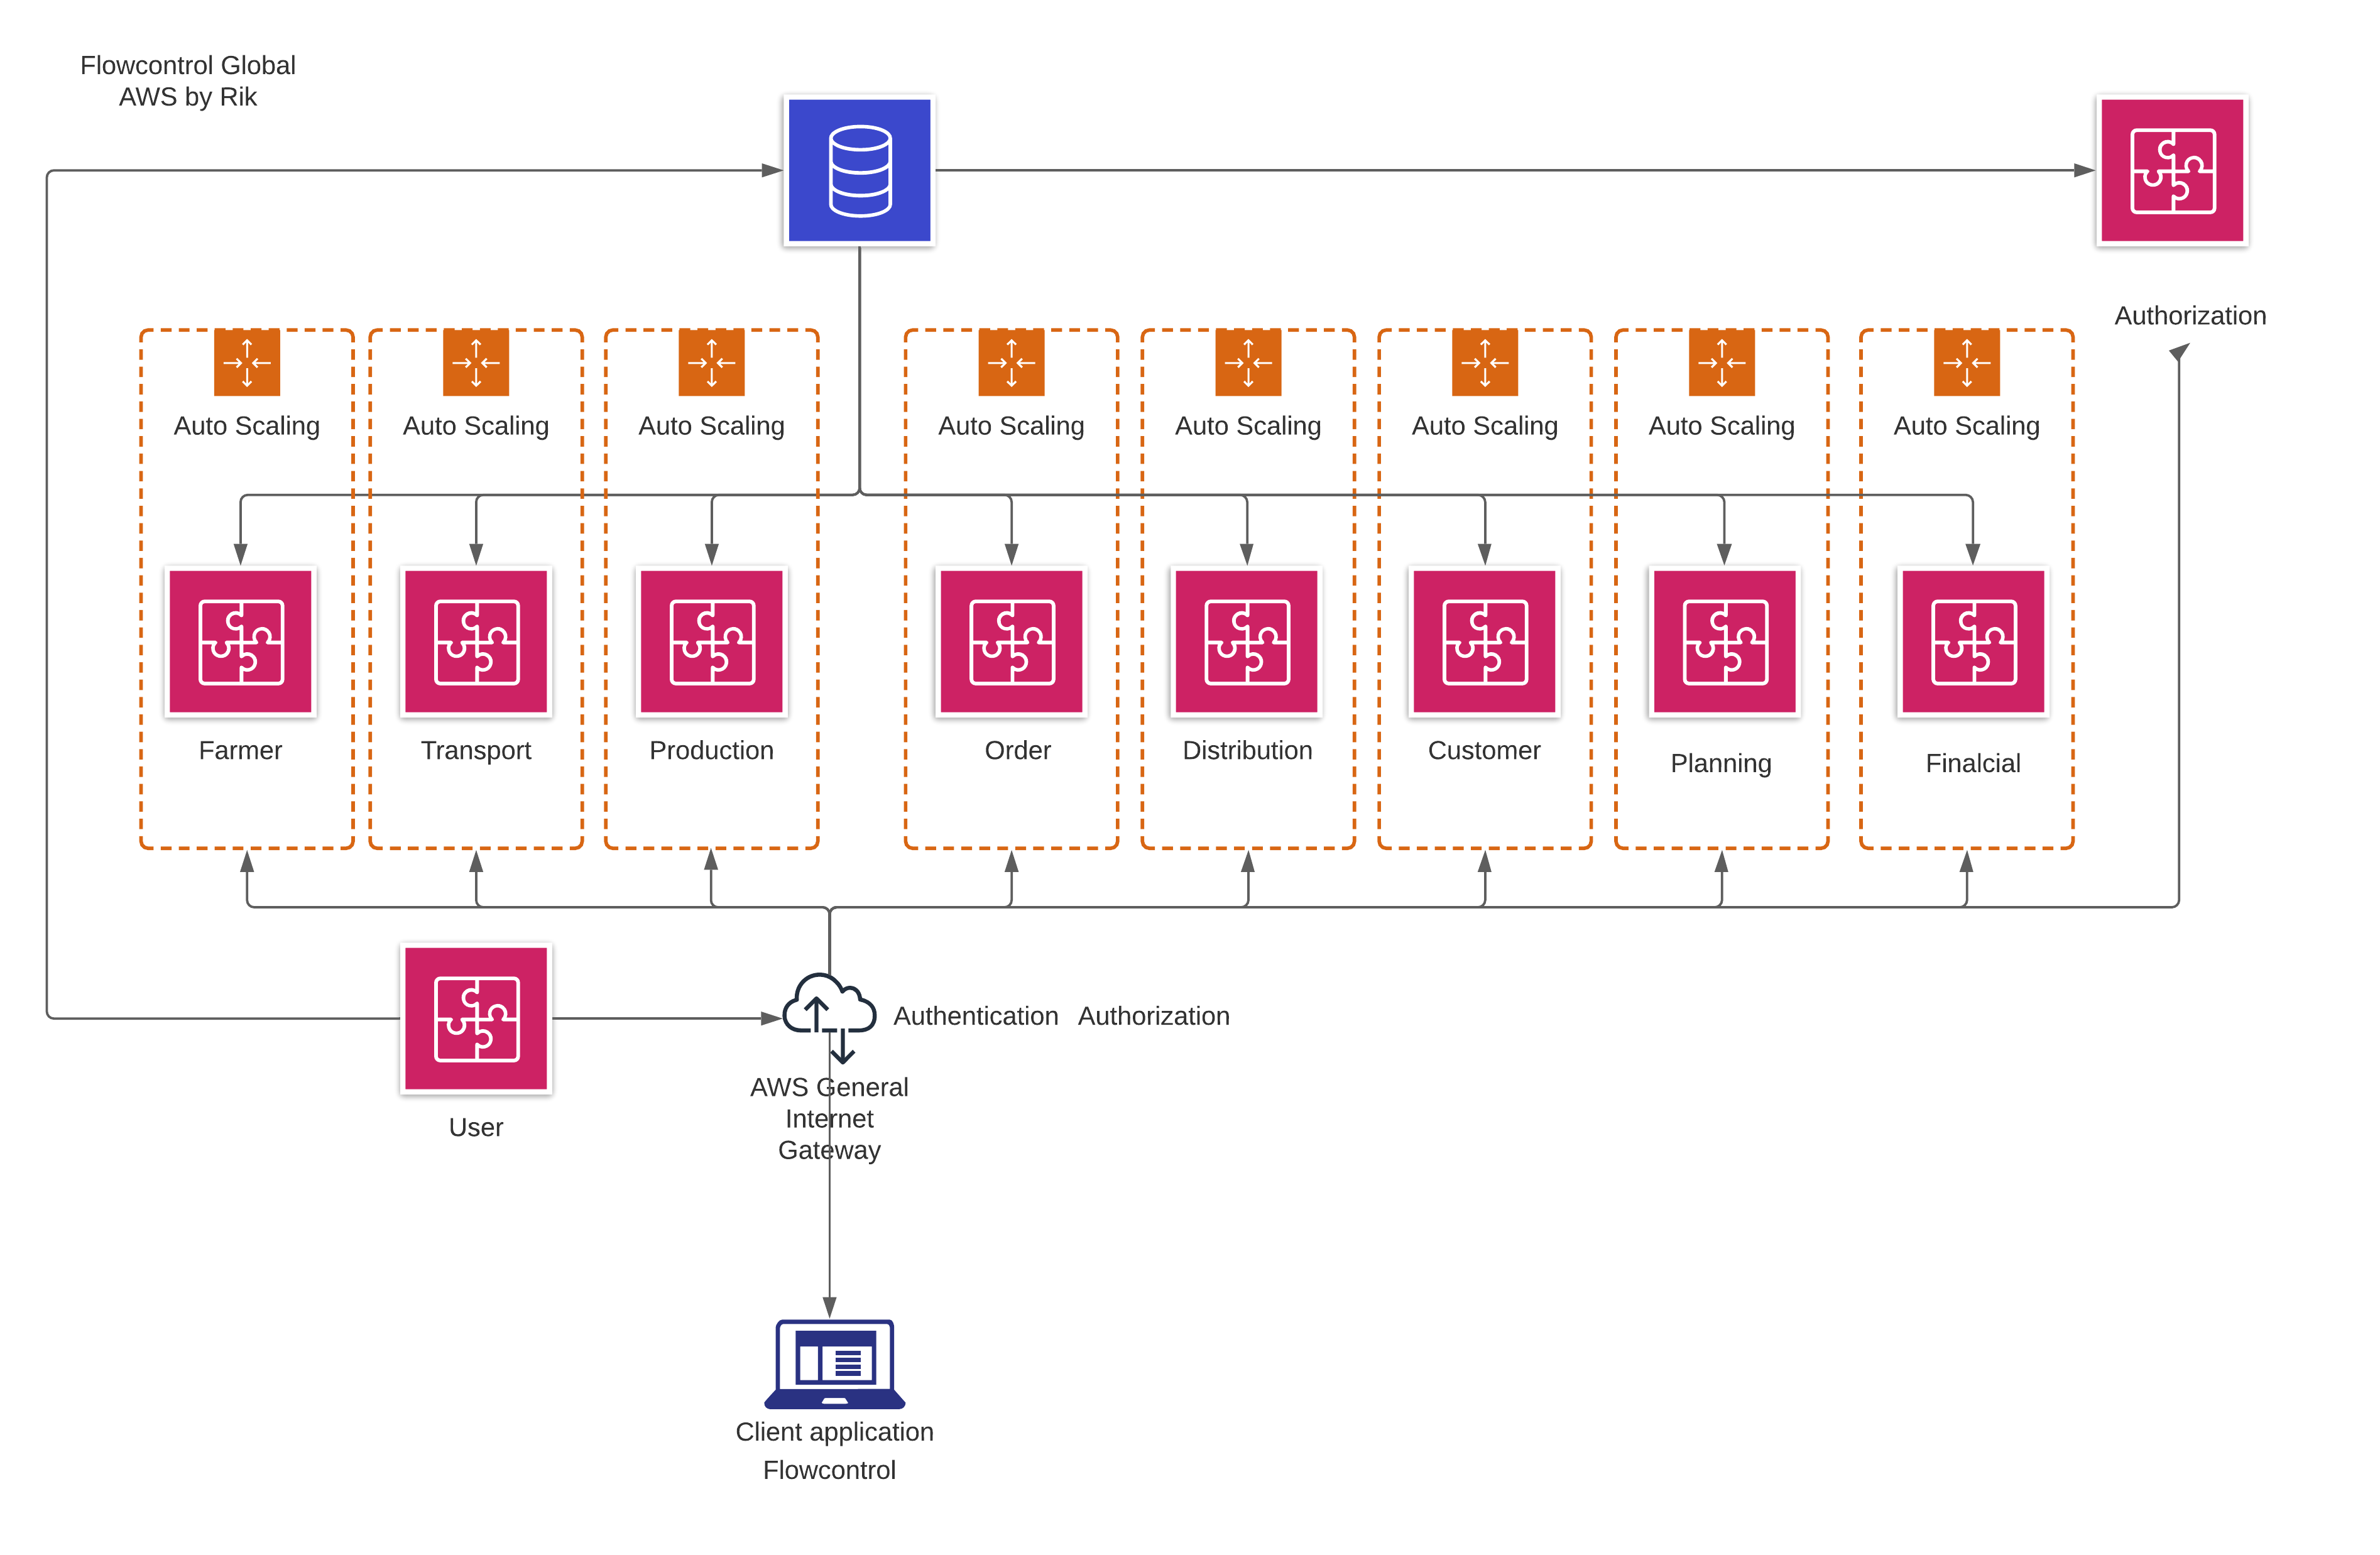 Flowcontrol Global
AWS by Rik
Authorization
Auto Scaling
Auto Scaling
Auto Scaling
Auto Scaling
Auto Scaling
Auto Scaling
Auto Scaling
Auto Scaling
Farmer
Transport
Production
Order
Distribution
Customer
Planning
Finalcial
Authentication Authorization
AWS General
Internet
Gateway
User
Client application
Flowcontrol